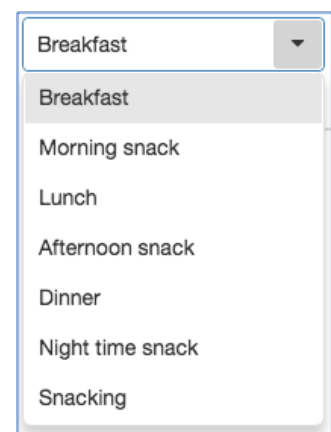 Breakfast
Breakfast
Morning snack
Lunch
Afternoon snack
Dinner
Night time snack
Snacking